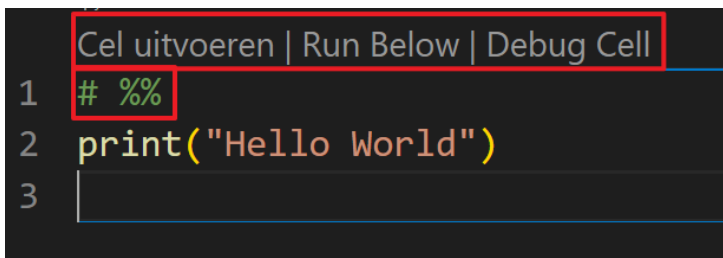 Cel uitvoeren | Run Below | Debug Cell
1 # %%
2 print("Hello World")
3